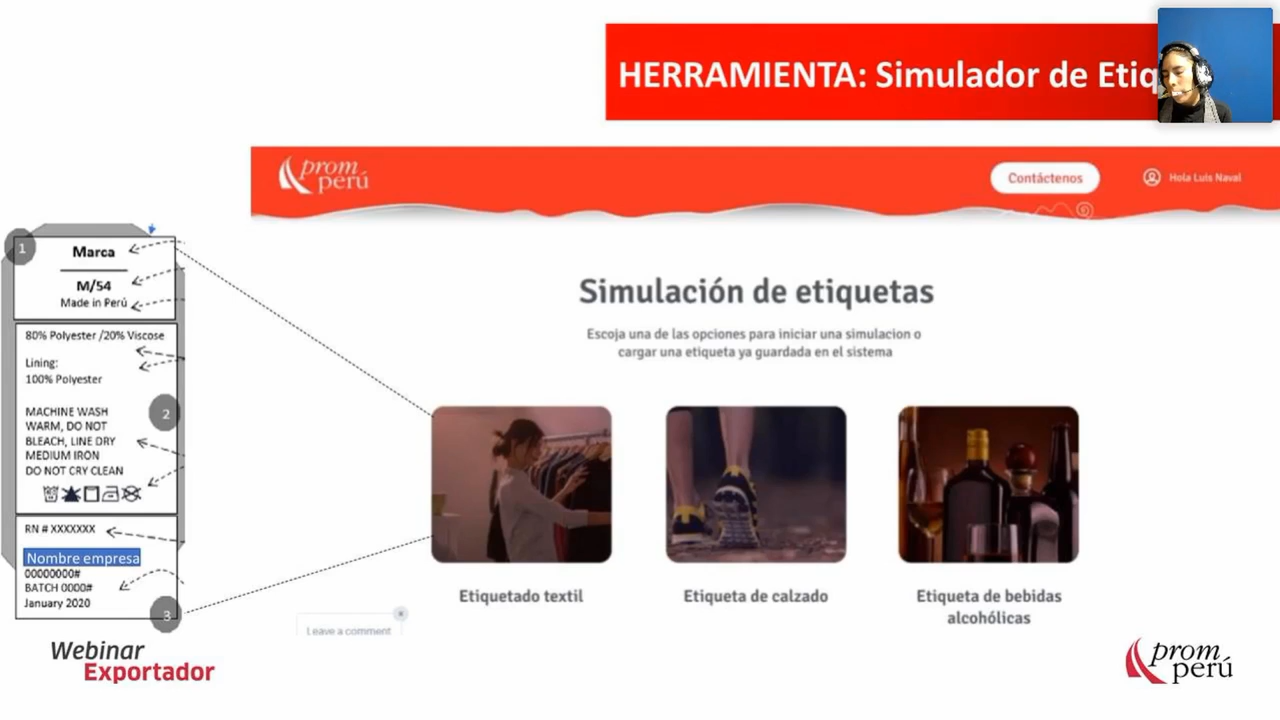 HERRAMIENTA: Simulador de Etiq
prom
perú
Contáctenos
Hola Luis Naval
1
Marca
M/54
Made in Perú
80% Polyester /20% Viscose
Lining:
100% Polyester
2
MACHINE WASH
WARM, DO NOT
BLEACH, LINE DRY
MEDIUM IRON
DO NOT CRY CLEAN
RN # XXXXXXX
Nombre empresa
00000000#
BATCH 0000#
January 2020
3
Simulación de etiquetas
Escoja una de las opciones para iniciar una simulacion o
cargar una etiqueta ya guardada en el sistema
Etiquetado textil
Etiqueta de calzado
Etiqueta de bebidas
alcohólicas
Leave a comment
Webinar
Exportador
prom
perú